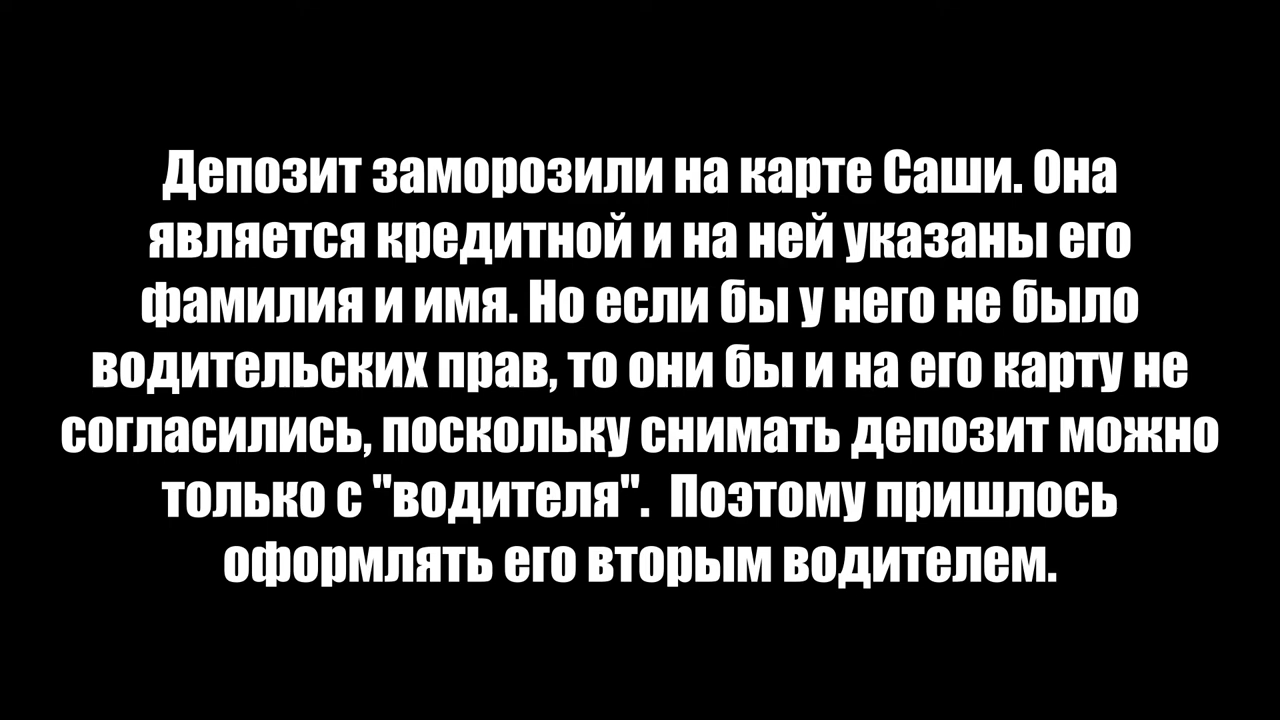 Депозит заморозили на карте Саши. Она
является кредитной и на ней указаны его
фамилия и имя. Но если бы у него не было
водительских прав, то они бы и на его карту не
согласились, поскольку снимать депозит можно
только с "водителя".  Поэтому пришлось
оформлять его вторым водителем.